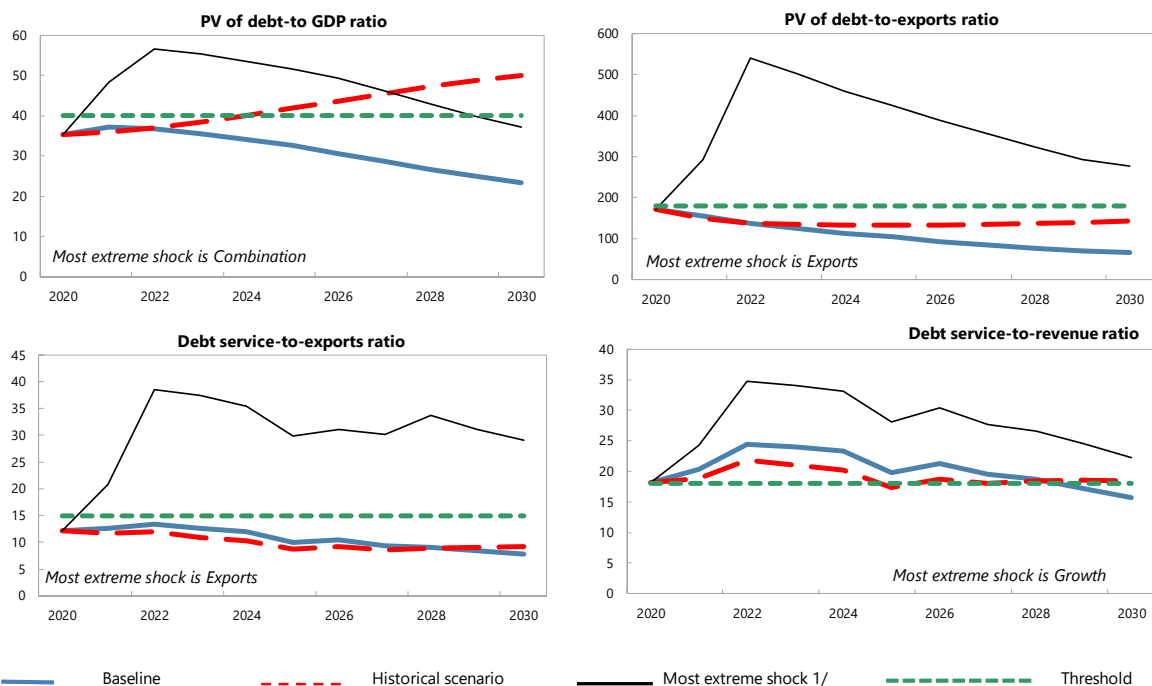 PV of debt-to GDP ratio
60
50
40
30
20
10
0
Most extreme shock is Combination
2020 2022 2024 2026 2028 2030
PV of debt-to-exports ratio
600
500
400
300
200
100
0
Most extreme shock is Exports
2020 2022 2024 2026 2028 2030
Debt service-to-exports ratio
45
40
35
30
25
20
15
10
5
0
Most extreme shock is Exports
2020 2022 2024 2026 2028 2030
Debt service-to-revenue ratio
40
35
30
25
20
15
10
5
0
Most extreme shock is Growth
2020 2022 2024 2026 2028 2030
Baseline Historical scenario Most extreme shock 1/ Threshold